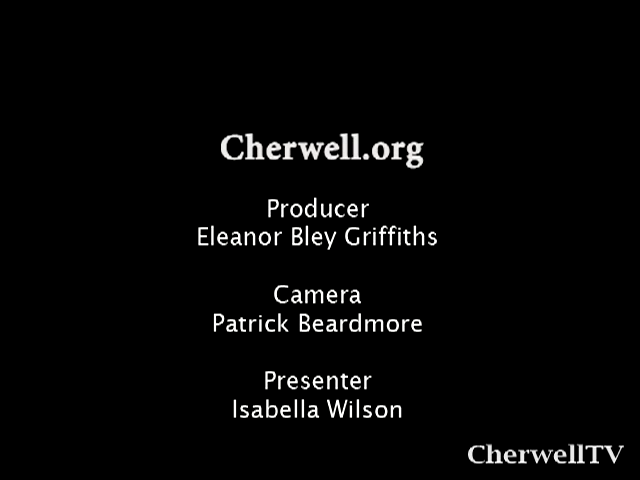 Cherwell.org
Producer
Eleanor Bley Griffiths
Camera
Patrick Beardmore
Presenter
Isabella Wilson
CherwellTV